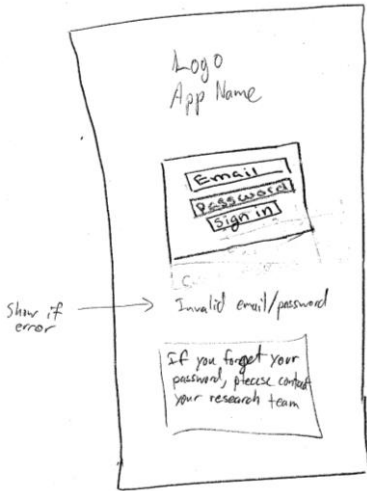 Logo
App Name
Email
Password
Sign in
Show if
error
Invalid email/password
If you forget your
password, please contact
your research team